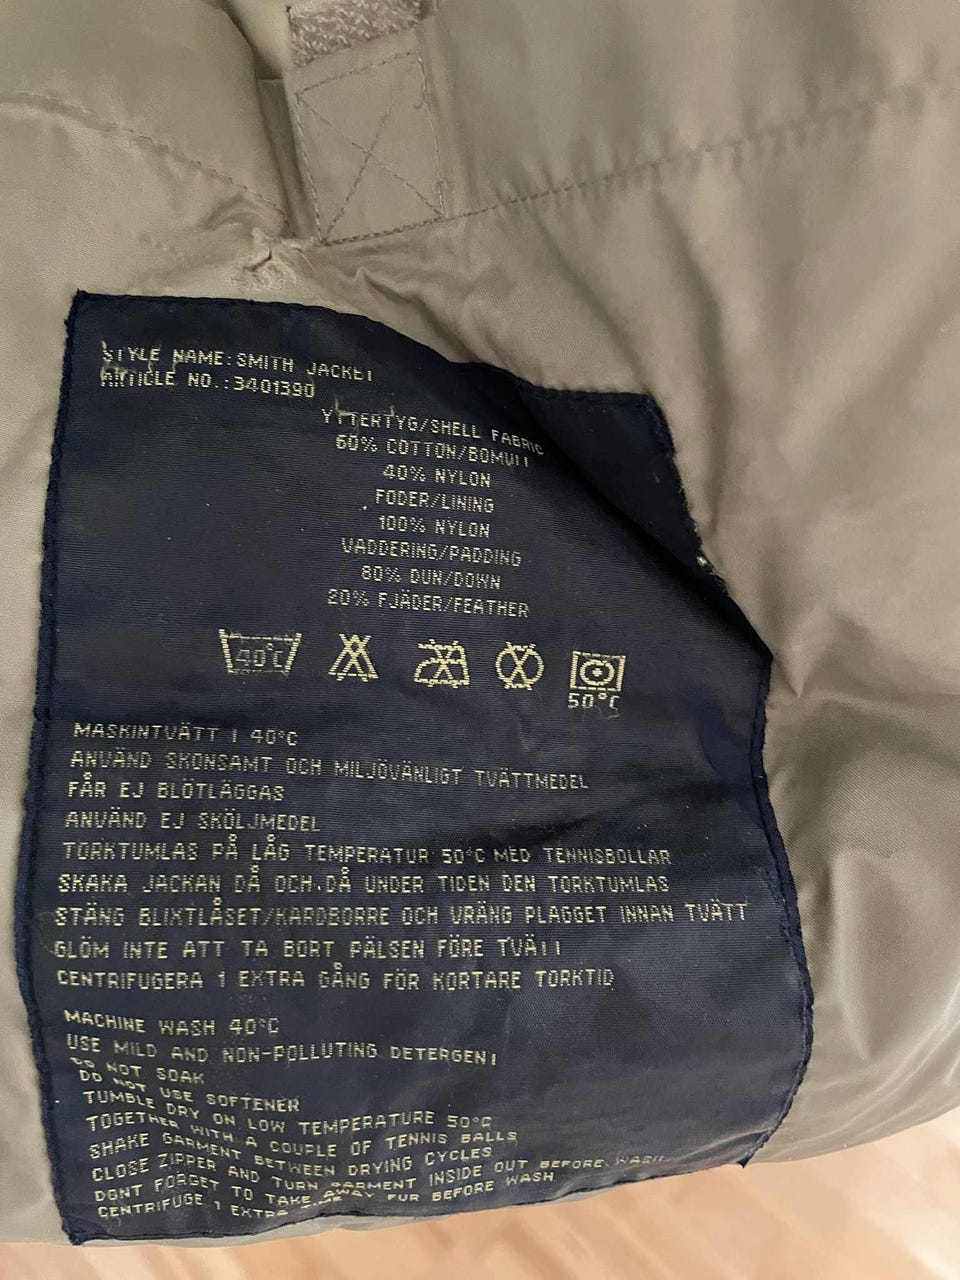 STYLE NAME: SMITH JACKET
ARTICLE NO.: 3401390
YTTERTYG/SHELL FABRIC
60% COTTON/BOMULL
40% NYLON
FODER/LINING
100% NYLON
VADDERING/PADDING
80% DUN/DOWN
20% FJÄDER/FEATHER
40°C
50°C
MASKINTVÄTT I 40°C
ANVÄND SKONSAMT OCH MILJÖVÄNLIGT TVÄTTMEDEL
FÅR EJ BLÖTLÄGGAS
ANVÄND EJ SKÖLJMEDEL
TORKTUMLAS PÅ LÅG TEMPERATUR 50°C MED TENNISBOLLAR
SKAKA JACKAN DÅ OCH DÅ UNDER TIDEN DEN TORKTUMLAS
STÄNG BLIXTLÅSET/KARDBORRE OCH VRÄNG PLAGGET INNAN TVÄTT
GLÖM INTE ATT TA BORT PÄLSEN FÖRE TVÄTT
CENTRIFUGERA 1 EXTRA GÅNG FÖR KORTARE TORKTID
MACHINE WASH 40°C
USE MILD AND NON-POLLUTING DETERGENT
DO NOT SOAK
DO NOT USE SOFTENER
TUMBLE DRY ON LOW TEMPERATURE 50°C
TOGETHER WITH A COUPLE OF TENNIS BALLS
SHAKE GARMENT BETWEEN DRYING CYCLES
CLOSE ZIPPER AND TURN GARMENT INSIDE OUT BEFORE WASH
DONT FORGET TO TAKE AWAY FUR BEFORE WASH
CENTRIFUGE 1 EXTRA TIME